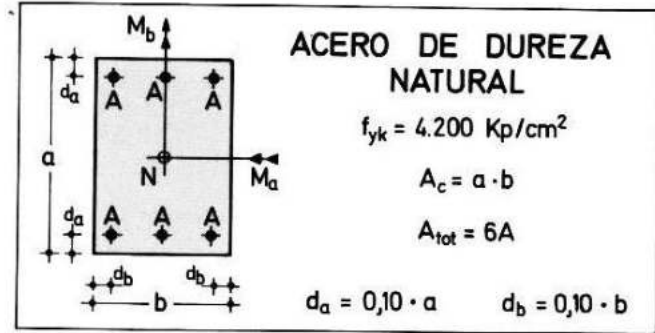 M_b
d_a
A A A
a
N
M_a
d_a
A A A
d_b d_b
b
ACERO DE DUREZA
NATURAL
f_yk = 4.200 Kp/cm²
A_c = a · b
A_tot = 6A
d_a = 0,10 · a d_b = 0,10 · b